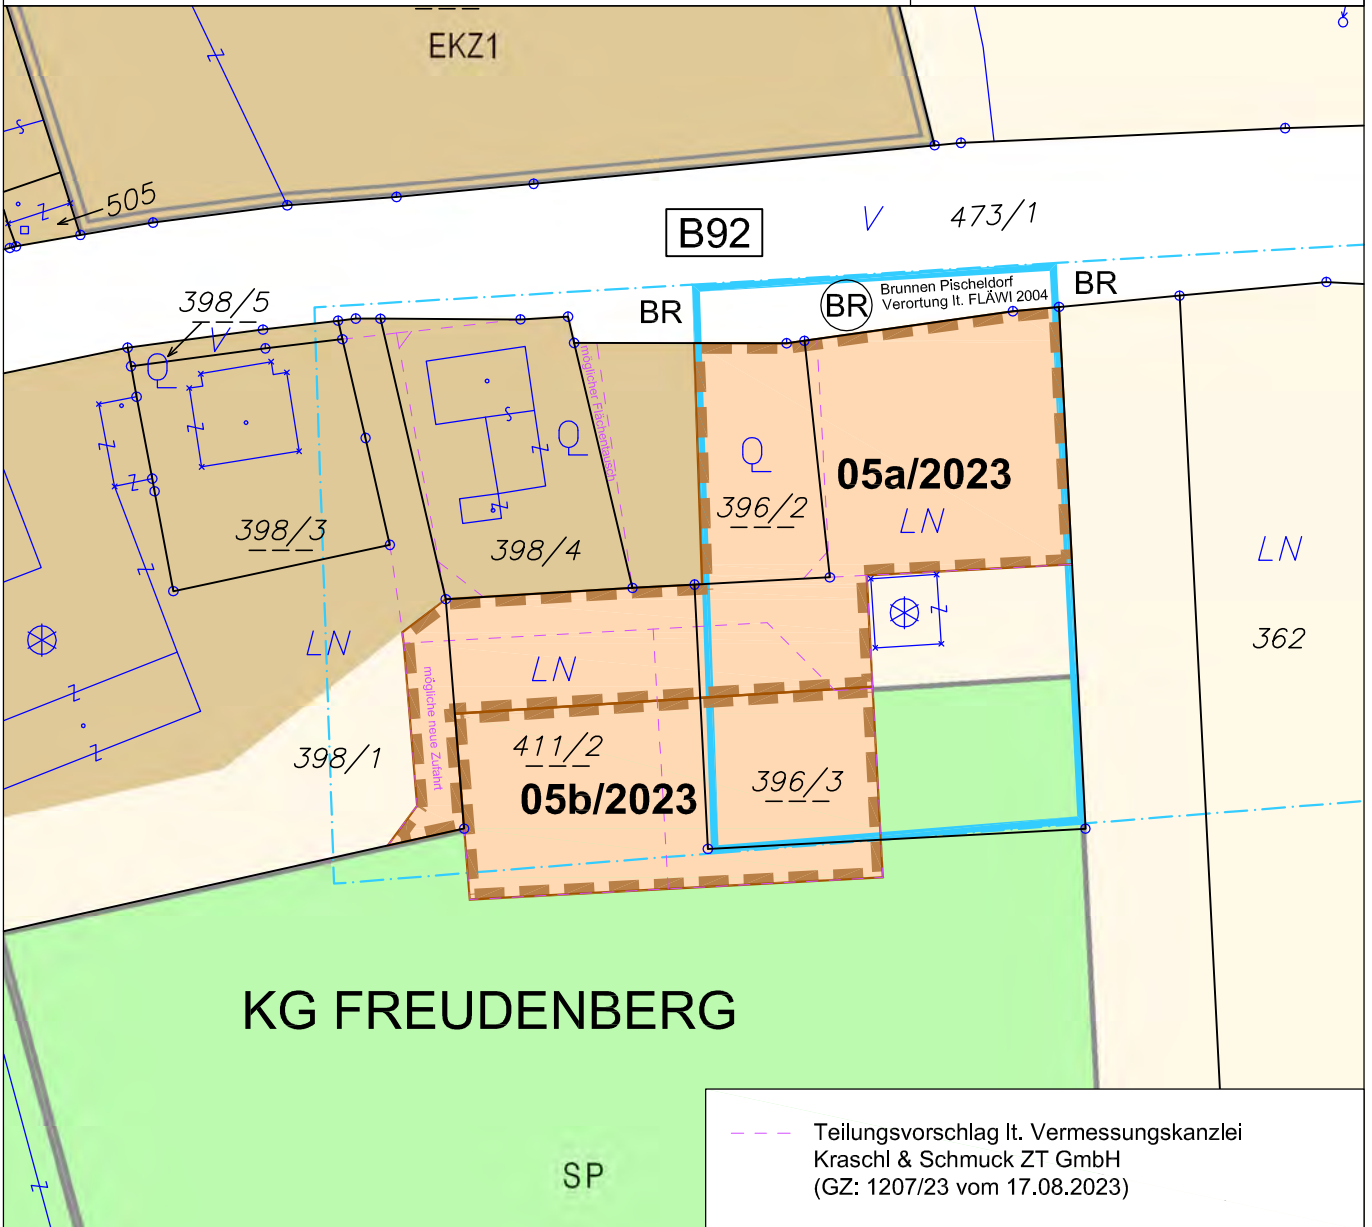 EKZ1
505
B92
V
473/1
398/5
V
BR
BR
Brunnen Pischeldorf
Verortung lt. FLÄWI 2004
BR
möglicher Flächentausch
05a/2023
396/2
LN
398/3
398/4
LN
362
LN
LN
mögliche neue Zufahrt
398/1
411/2
396/3
05b/2023
KG FREUDENBERG
SP
Teilungsvorschlag lt. Vermessungskanzlei
Kraschl & Schmuck ZT GmbH
(GZ: 1207/23 vom 17.08.2023)